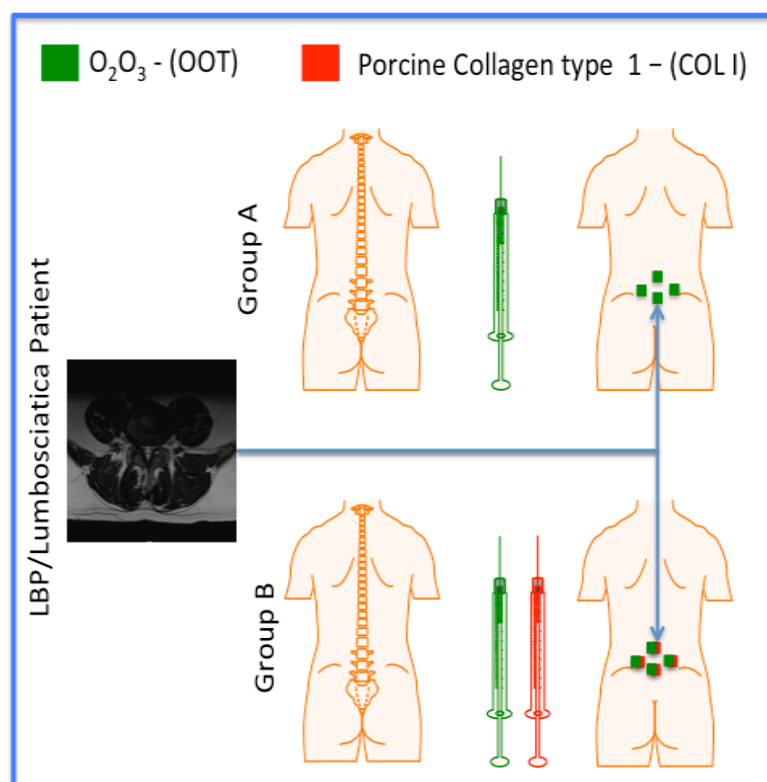 O₂O₃ - (OOT)
Porcine Collagen type 1 – (COL I)
LBP/Lumbosciatica Patient
Group A
Group B